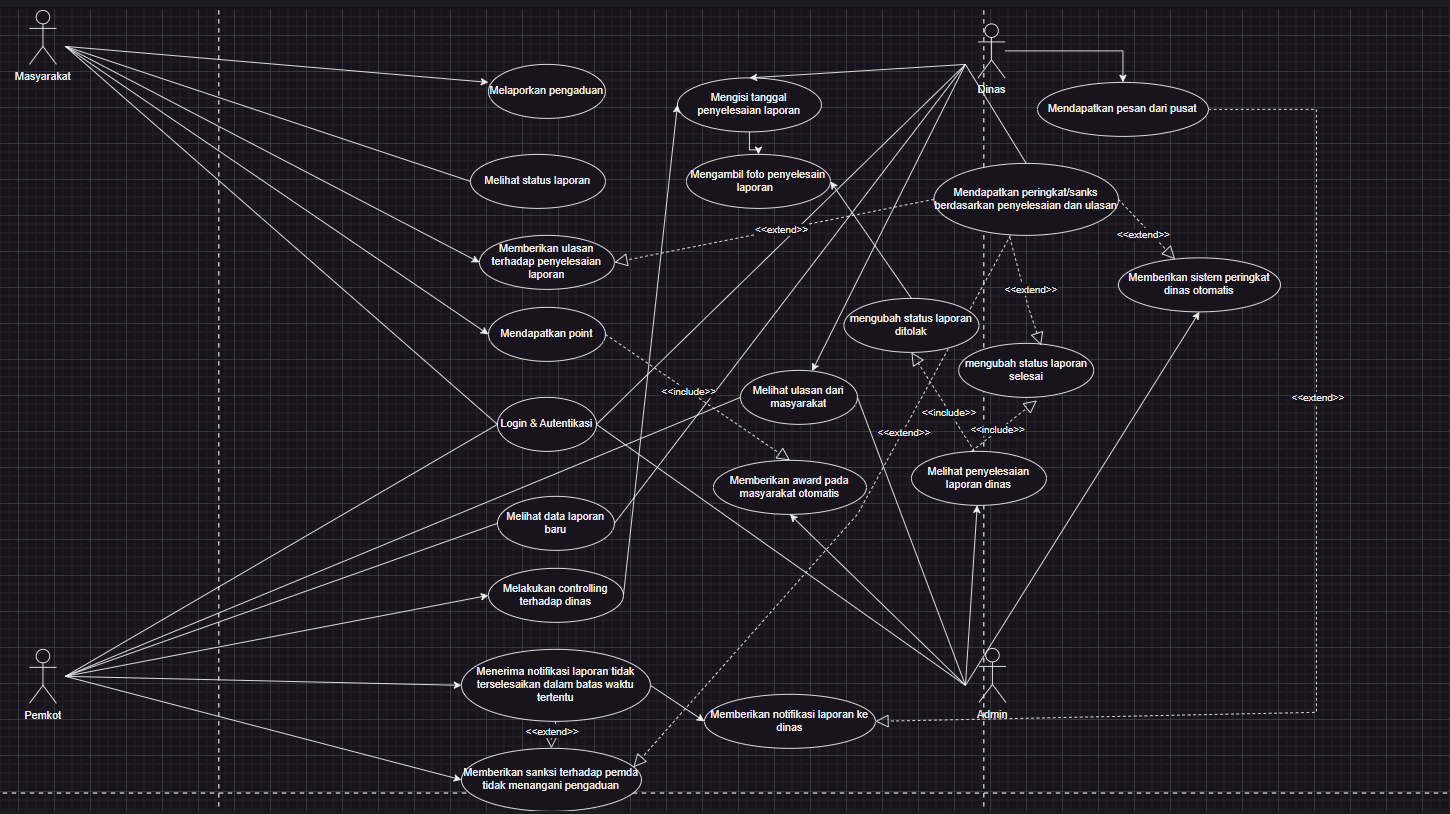 Masyarakat
Dinas
Melaporkan pengaduan
Mengisi tanggal
penyelesaian laporan
Mendapatkan pesan dari pusat
Melihat status laporan
Mengambil foto penyelesain
laporan
Mendapatkan peringkat/sanks
berdasarkan penyelesaian dan ulasan
<<extend>>
<<extend>>
Memberikan ulasan
terhadap penyelesaian
laporan
Memberikan sistem peringkat
dinas otomatis
<<extend>>
Mendapatkan point
mengubah status laporan
ditolak
mengubah status laporan
selesai
<<include>>
Melihat ulasan dari
masyarakat
<<extend>>
<<include>>
Login & Autentikasi
<<extend>>
<<include>>
Memberikan award pada
masyarakat otomatis
Melihat penyelesaian
laporan dinas
Melihat data laporan
baru
Melakukan controlling
terhadap dinas
Menerima notifikasi laporan tidak
terselesaikan dalam batas waktu
tertentu
Pemkot
Memberikan notifikasi laporan ke
dinas
Admin
<<extend>>
Memberikan sanksi terhadap pemda
tidak menangani pengaduan